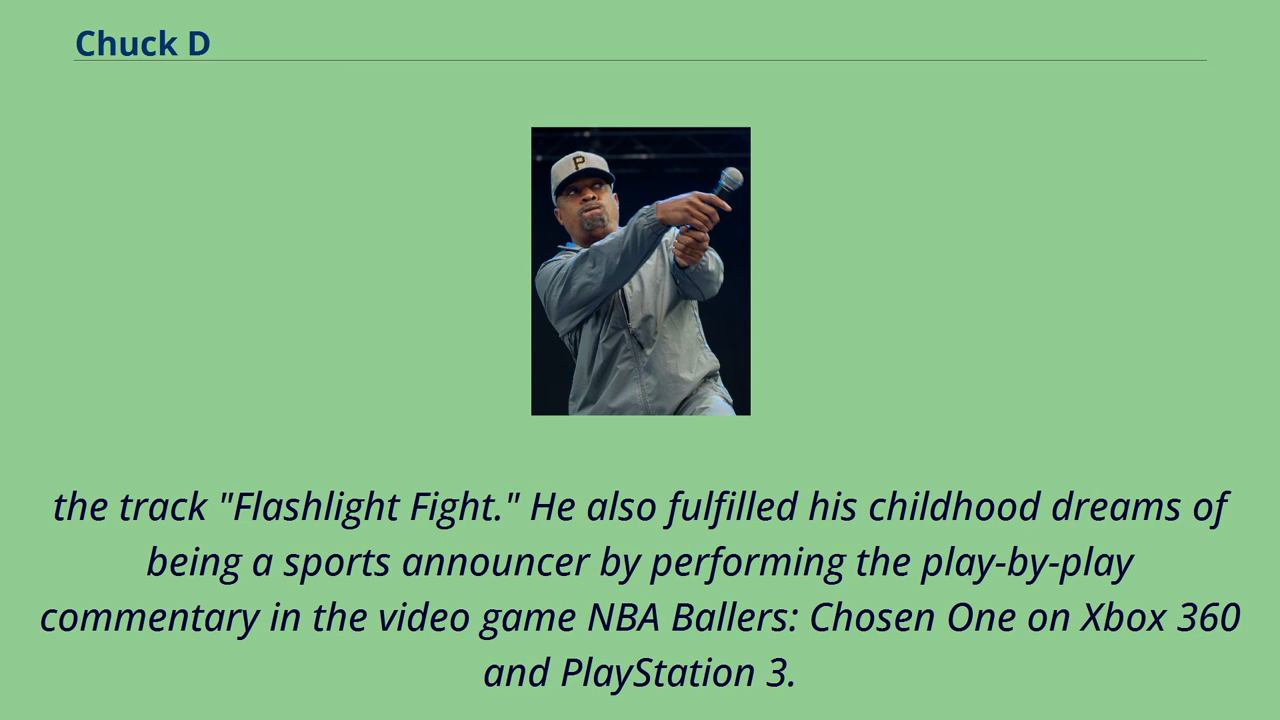 Chuck D
P
the track "Flashlight Fight." He also fulfilled his childhood dreams of
being a sports announcer by performing the play-by-play
commentary in the video game NBA Ballers: Chosen One on Xbox 360
and PlayStation 3.